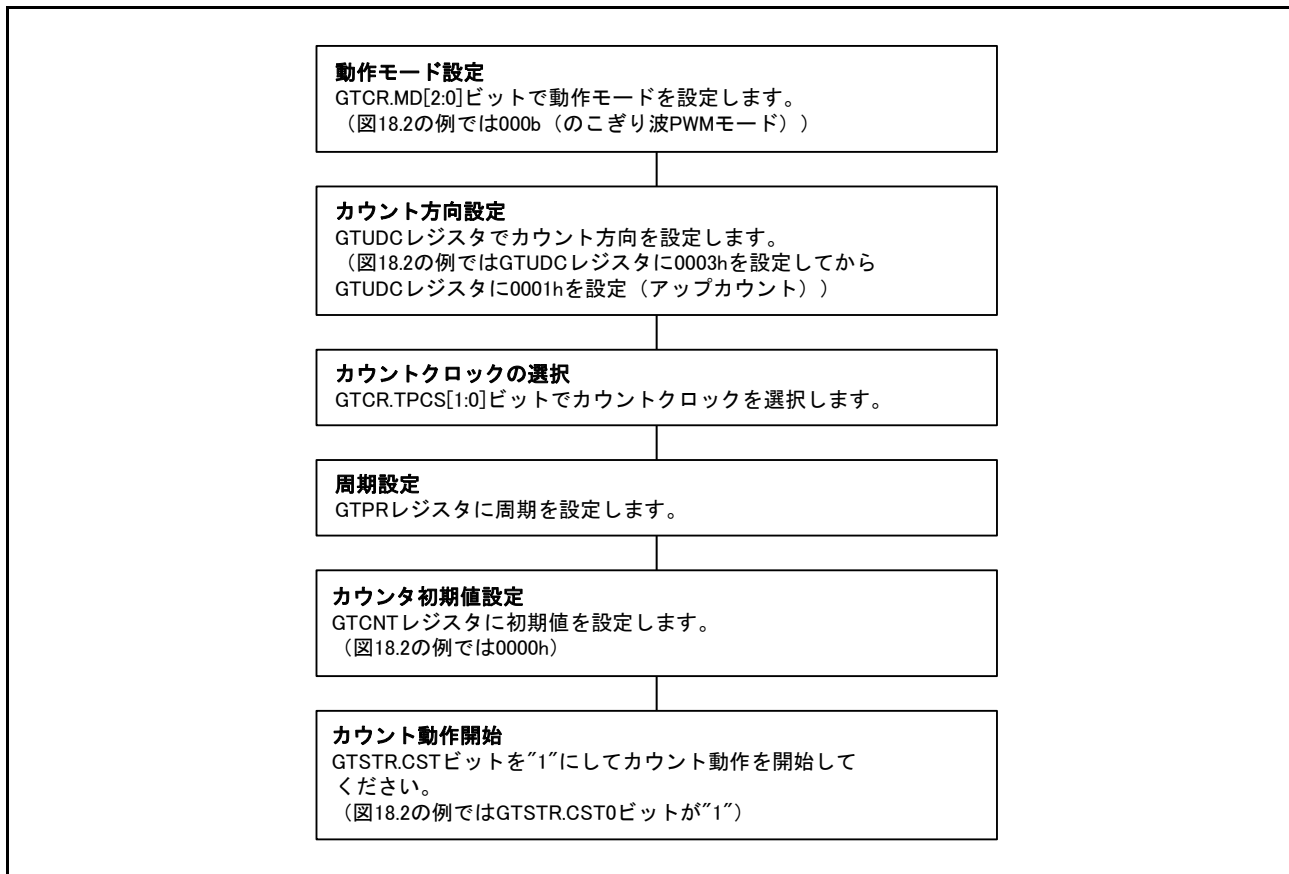 動作モード設定
GTCR.MD[2:0]ビットで動作モードを設定します。
（図18.2の例では000b（のこぎり波PWMモード））
カウント方向設定
GTUDCレジスタでカウント方向を設定します。
（図18.2の例ではGTUDCレジスタに0003hを設定してから
GTUDCレジスタに0001hを設定（アップカウント））
カウントクロックの選択
GTCR.TPCS[1:0]ビットでカウントクロックを選択します。
周期設定
GTPRレジスタに周期を設定します。
カウンタ初期値設定
GTCNTレジスタに初期値を設定します。
（図18.2の例では0000h）
カウント動作開始
GTSTR.CSTビットを"1"にしてカウント動作を開始して
ください。
（図18.2の例ではGTSTR.CST0ビットが"1"）